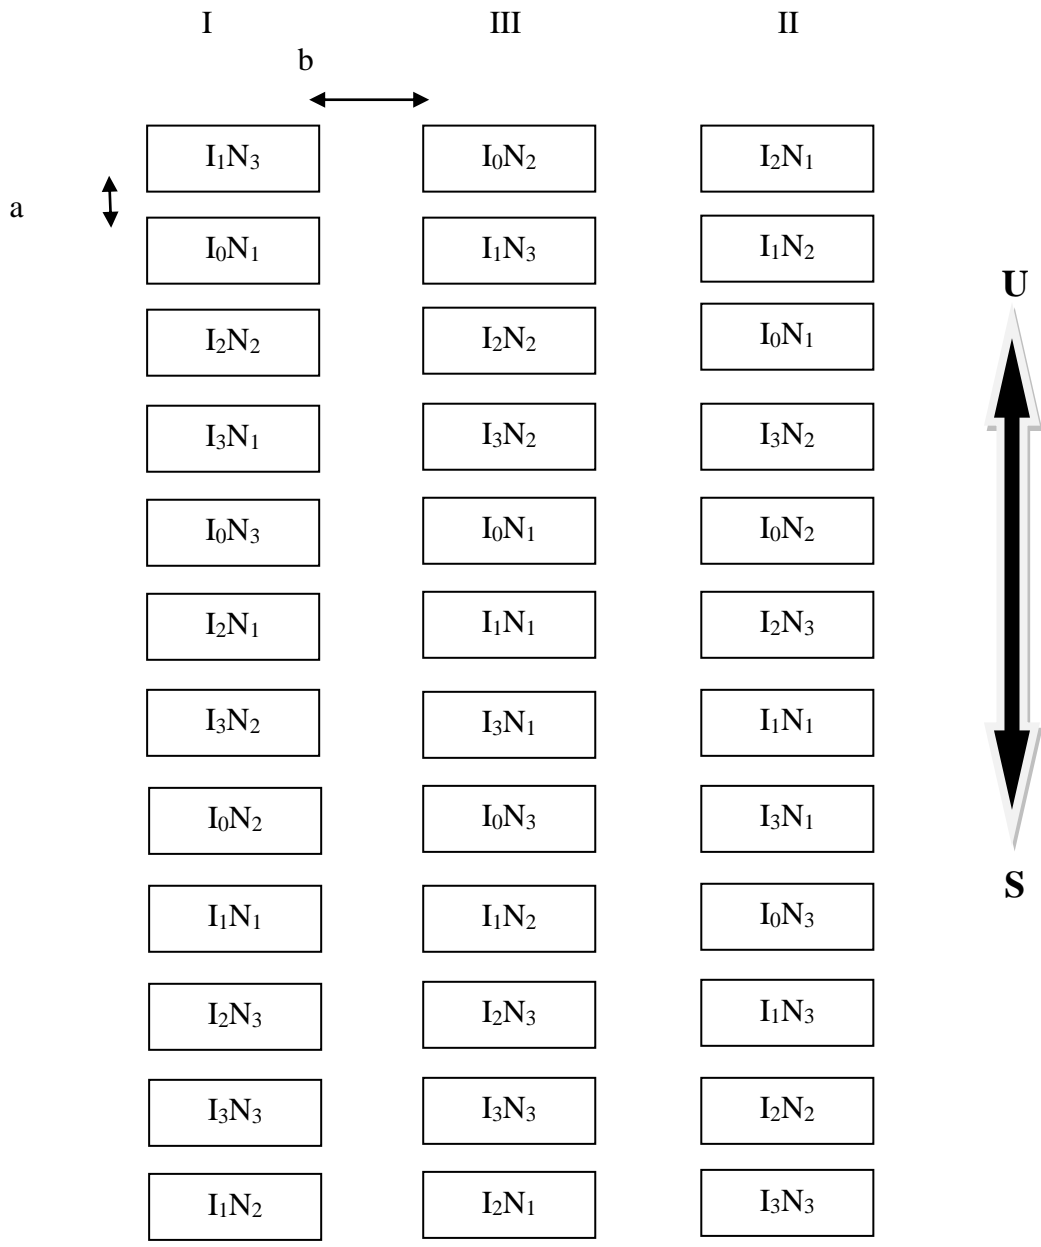 I III II
b
I₁N₃ I₀N₂ I₂N₁
a
I₀N₁ I₁N₃ I₁N₂
U
I₂N₂ I₂N₂ I₀N₁
I₃N₁ I₃N₂ I₃N₂
I₀N₃ I₀N₁ I₀N₂
I₂N₁ I₁N₁ I₂N₃
I₃N₂ I₃N₁ I₁N₁
I₀N₂ I₀N₃ I₃N₁
S
I₁N₁ I₁N₂ I₀N₃
I₂N₃ I₂N₃ I₁N₃
I₃N₃ I₃N₃ I₂N₂
I₁N₂ I₂N₁ I₃N₃